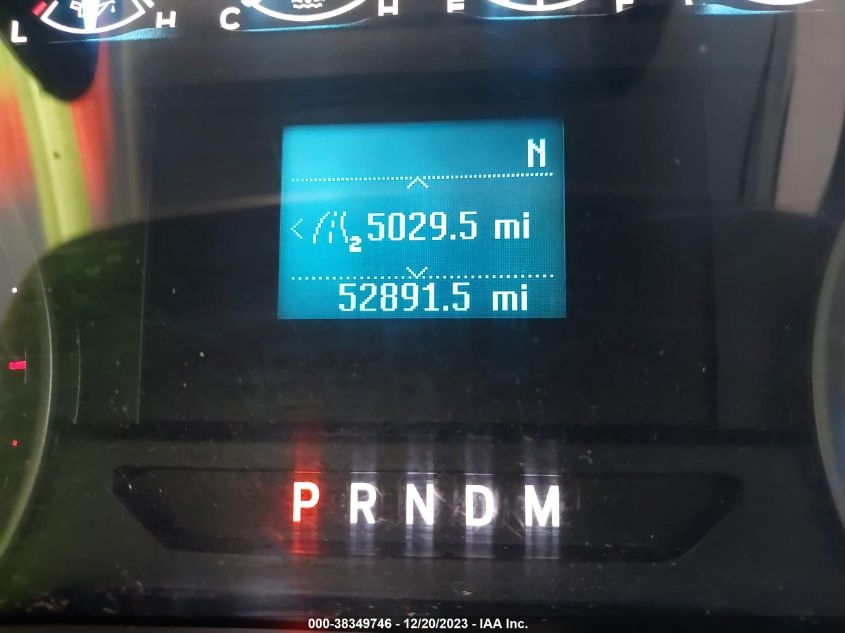 L H C H E F
N
2 5029.5 mi
52891.5 mi
P R N D M
000-38349746 - 12/20/2023 - IAA Inc.